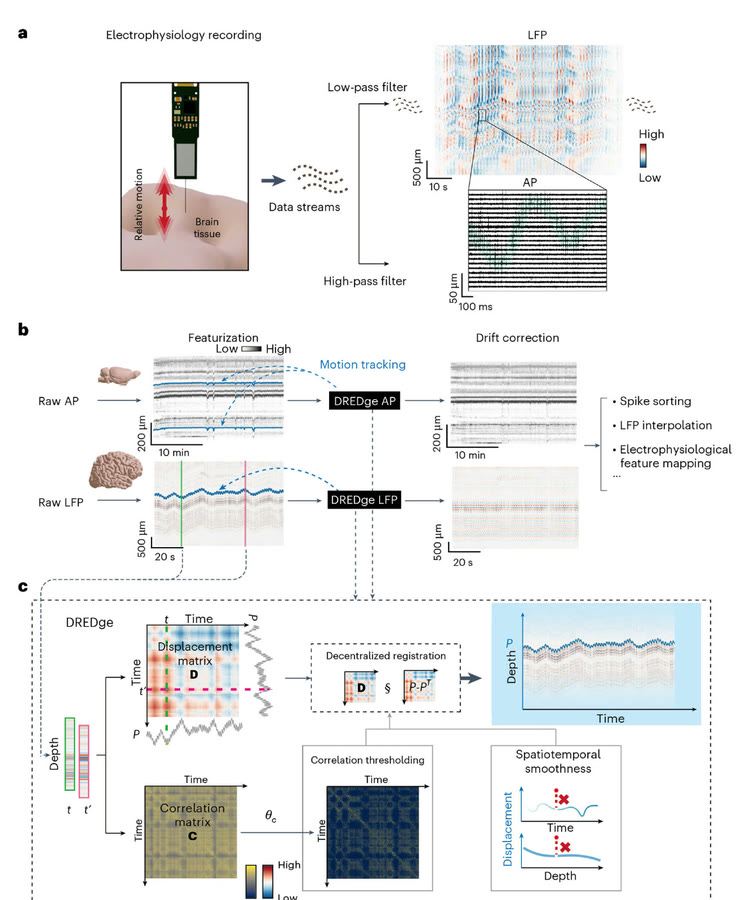 a
Electrophysiology recording
LFP
Low-pass filter
High
Low
500 µm
10 s
Relative motion
Brain
tissue
Data streams
AP
High-pass filter
50 µm
100 ms
b
Featurization
Low High
Drift correction
Motion tracking
Raw AP
DREDge AP
200 µm
10 min
200 µm
10 min
• Spike sorting
• LFP interpolation
• Electrophysiological
feature mapping
...
Raw LFP
DREDge LFP
500 µm
20 s
500 µm
20 s
c
DREDge
t Time P
Displacement
matrix
D
Time
t′
P
Decentralized registration
D § P-Pᵀ
P
Depth
Time
Depth
t t′
Time
Time
Correlation
matrix
C
θc
High
Low
Correlation thresholding
Time
Time
Spatiotemporal
smoothness
Displacement
Time
Depth